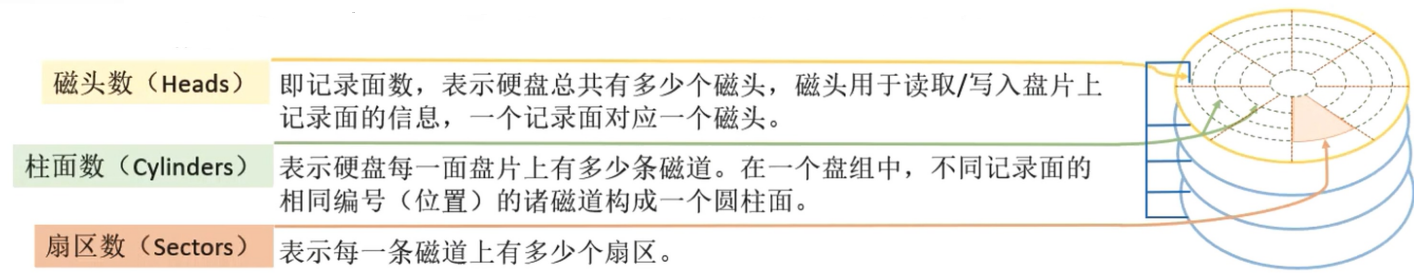 磁头数（Heads）
即记录面数，表示硬盘总共有多少个磁头，磁头用于读取/写入盘片上
记录面的信息，一个记录面对应一个磁头。
柱面数（Cylinders）
表示硬盘每一面盘片上有多少条磁道。在一个盘组中，不同记录面的
相同编号（位置）的诸磁道构成一个圆柱面。
扇区数（Sectors）
表示每一条磁道上有多少个扇区。